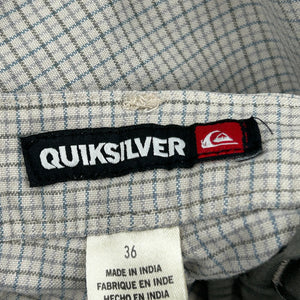 QUIKSILVER
36
MADE IN INDIA
FABRIQUE EN INDE
HECHO EN INDIA